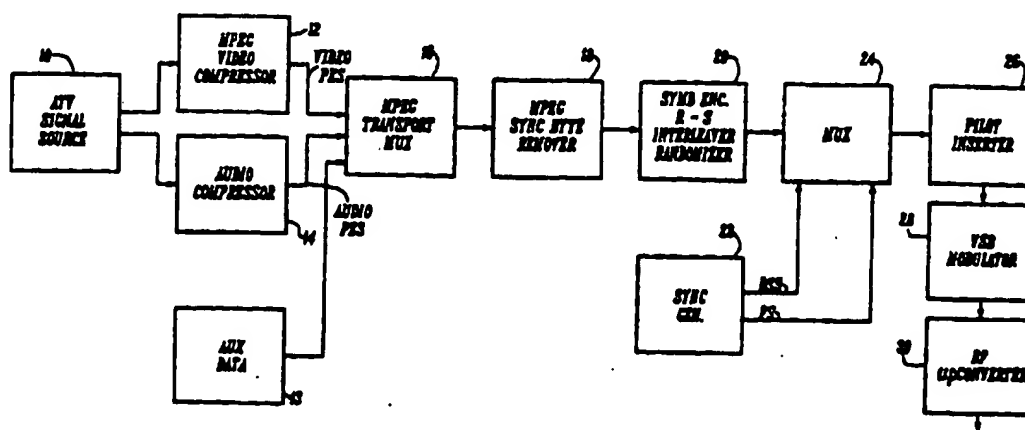 10
ATV
SIGNAL
SOURCE
12
MPEG
VIDEO
COMPRESSOR
VIDEO
PES
AUDIO
COMPRESSOR
14
AUDIO
PES
AUX
DATA
13
16
MPEG
TRANSPORT
MUX
18
MPEG
SYNC BYTE
REMOVER
20
SYMB ENC.
R - S
INTERLEAVER
RANDOMIZER
22
SYNC
GEN.
FS
24
MUX
26
PILOT
INSERTER
28
VSB
MODULATOR
30
RF
UpCONVERTER